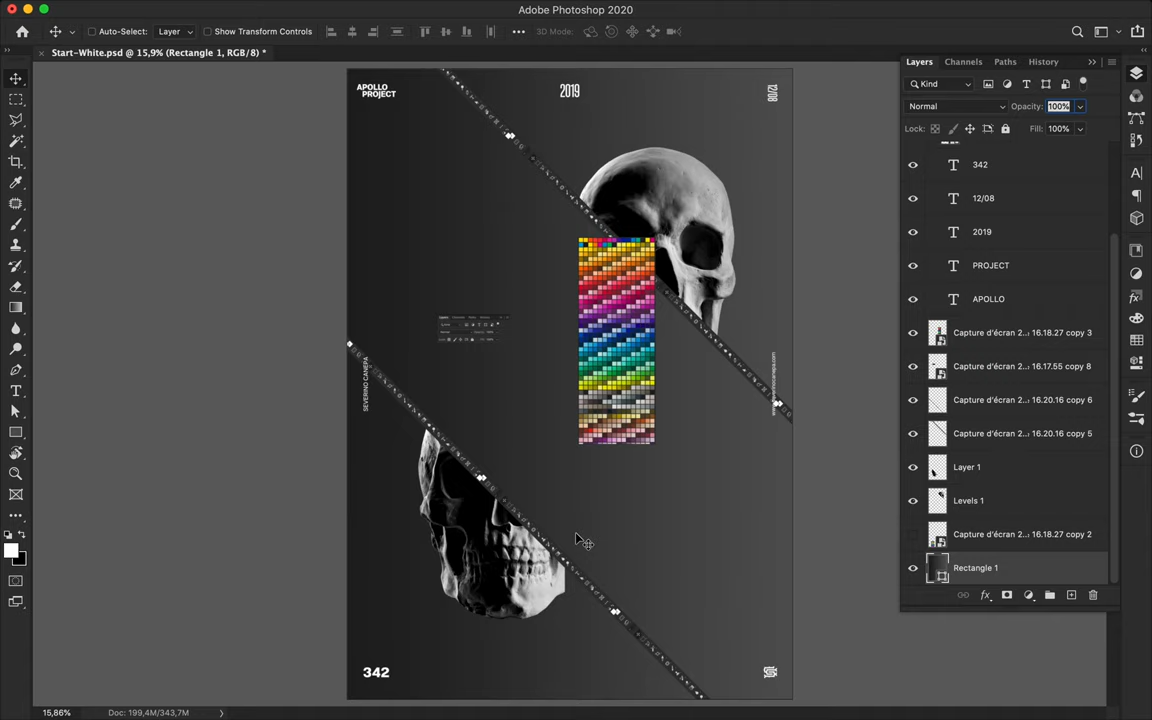 Adobe Photoshop 2020
Auto-Select:
Layer
Show Transform Controls
3D Mode:
Start-White.psd @ 15,9% (Rectangle 1, RGB/8) *
APOLLO
PROJECT
2019
12/08
SEVERINO CANEPA
342
Layers
Channels
Paths
History
Kind
Normal
Opacity:
100%
Lock:
Fill:
100%
342
12/08
2019
PROJECT
APOLLO
Capture d'écran 2...: 16.18.27 copy 3
Capture d'écran 2...: 16.17.55 copy 8
Capture d'écran 2...: 16.20.16 copy 6
Capture d'écran 2...: 16.20.16 copy 5
Layer 1
Levels 1
Capture d'écran 2...: 16.18.27 copy 2
Rectangle 1
fx
15,86%
Doc: 199,4M/343,7M